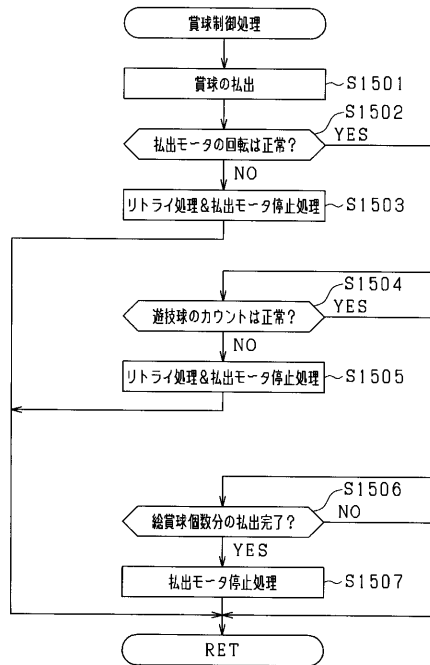 賞球制御処理
賞球の払出 S1501
S1502
払出モータの回転は正常? YES
NO
リトライ処理&払出モータ停止処理 S1503
S1504
遊技球のカウントは正常? YES
NO
リトライ処理&払出モータ停止処理 S1505
S1506
総賞球個数分の払出完了? NO
YES
払出モータ停止処理 S1507
RET